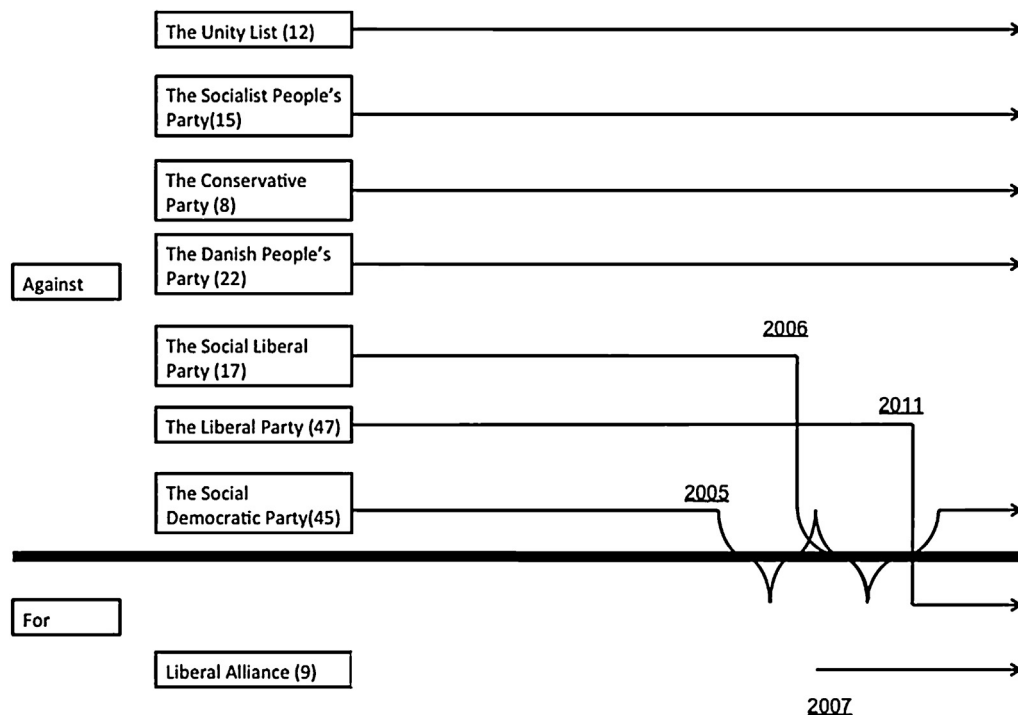 The Unity List (12)
The Socialist People's
Party(15)
The Conservative
Party (8)
The Danish People's
Party (22)
Against
2006
The Social Liberal
Party (17)
2011
The Liberal Party (47)
2005
The Social
Democratic Party(45)
For
Liberal Alliance (9)
2007